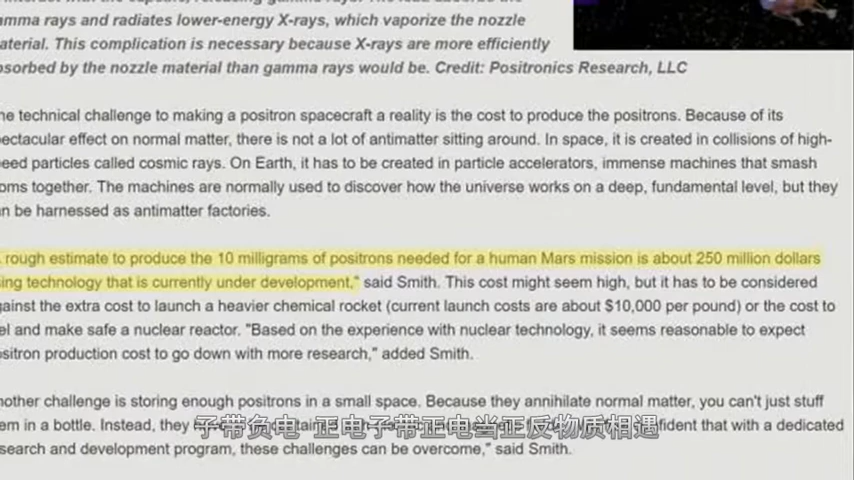 gamma rays and radiates lower-energy X-rays, which vaporize the nozzle
material. This complication is necessary because X-rays are more efficiently
absorbed by the nozzle material than gamma rays would be. Credit: Positronics Research, LLC
he technical challenge to making a positron spacecraft a reality is the cost to produce the positrons. Because of its
pectacular effect on normal matter, there is not a lot of antimatter sitting around. In space, it is created in collisions of high-
eed particles called cosmic rays. On Earth, it has to be created in particle accelerators, immense machines that smash
oms together. The machines are normally used to discover how the universe works on a deep, fundamental level, but they
an be harnessed as antimatter factories.
rough estimate to produce the 10 milligrams of positrons needed for a human Mars mission is about 250 million dollars
ing technology that is currently under development," said Smith. This cost might seem high, but it has to be considered
gainst the extra cost to launch a heavier chemical rocket (current launch costs are about $10,000 per pound) or the cost to
el and make safe a nuclear reactor. "Based on the experience with nuclear technology, it seems reasonable to expect
ositron production cost to go down with more research," added Smith.
nother challenge is storing enough positrons in a small space. Because they annihilate normal matter, you can't just stuff
em in a bottle. Instead, they
子带负电 正电子带正电当正反物质相遇
fident that with a dedicated
search and development program, these challenges can be overcome," said Smith.